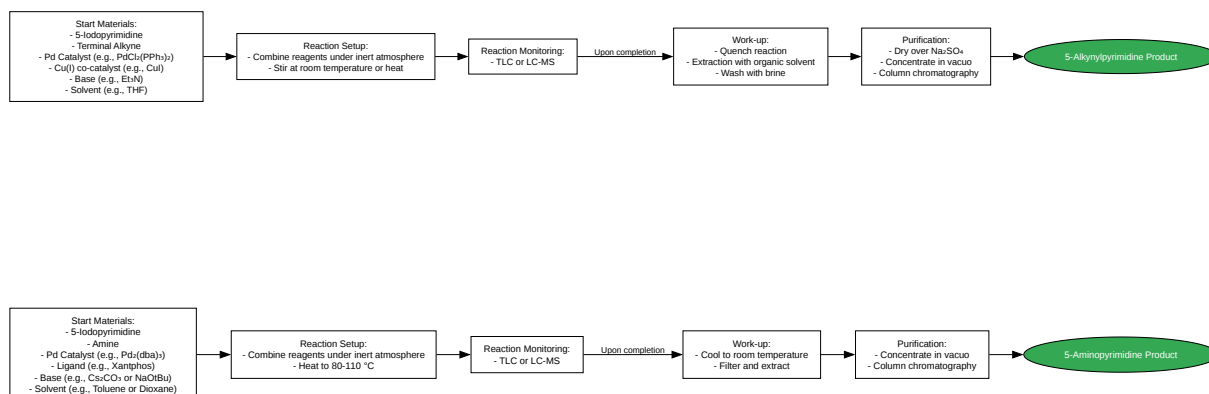 Start Materials:
- 5-Iodopyrimidine
- Terminal Alkyne
- Pd Catalyst (e.g., PdCl₂(PPh₃)₂)
- Cu(I) co-catalyst (e.g., CuI)
- Base (e.g., Et₃N)
- Solvent (e.g., THF)
Reaction Setup:
- Combine reagents under inert atmosphere
- Stir at room temperature or heat
Reaction Monitoring:
- TLC or LC-MS
Upon completion
Work-up:
- Quench reaction
- Extraction with organic solvent
- Wash with brine
Purification:
- Dry over Na₂SO₄
- Concentrate in vacuo
- Column chromatography
5-Alkynylpyrimidine Product
Start Materials:
- 5-Iodopyrimidine
- Amine
- Pd Catalyst (e.g., Pd₂(dba)₃)
- Ligand (e.g., Xantphos)
- Base (e.g., Cs₂CO₃ or NaOtBu)
- Solvent (e.g., Toluene or Dioxane)
Reaction Setup:
- Combine reagents under inert atmosphere
- Heat to 80-110 °C
Reaction Monitoring:
- TLC or LC-MS
Upon completion
Work-up:
- Cool to room temperature
- Filter and extract
Purification:
- Concentrate in vacuo
- Column chromatography
5-Aminopyrimidine Product